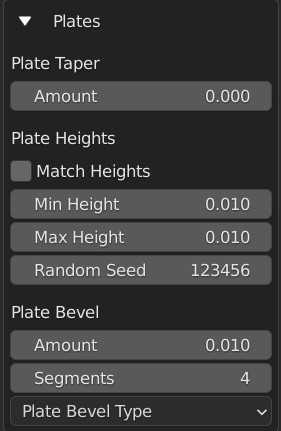 Plates
Plate Taper
Amount 0.000
Plate Heights
Match Heights
Min Height 0.010
Max Height 0.010
Random Seed 123456
Plate Bevel
Amount 0.010
Segments 4
Plate Bevel Type